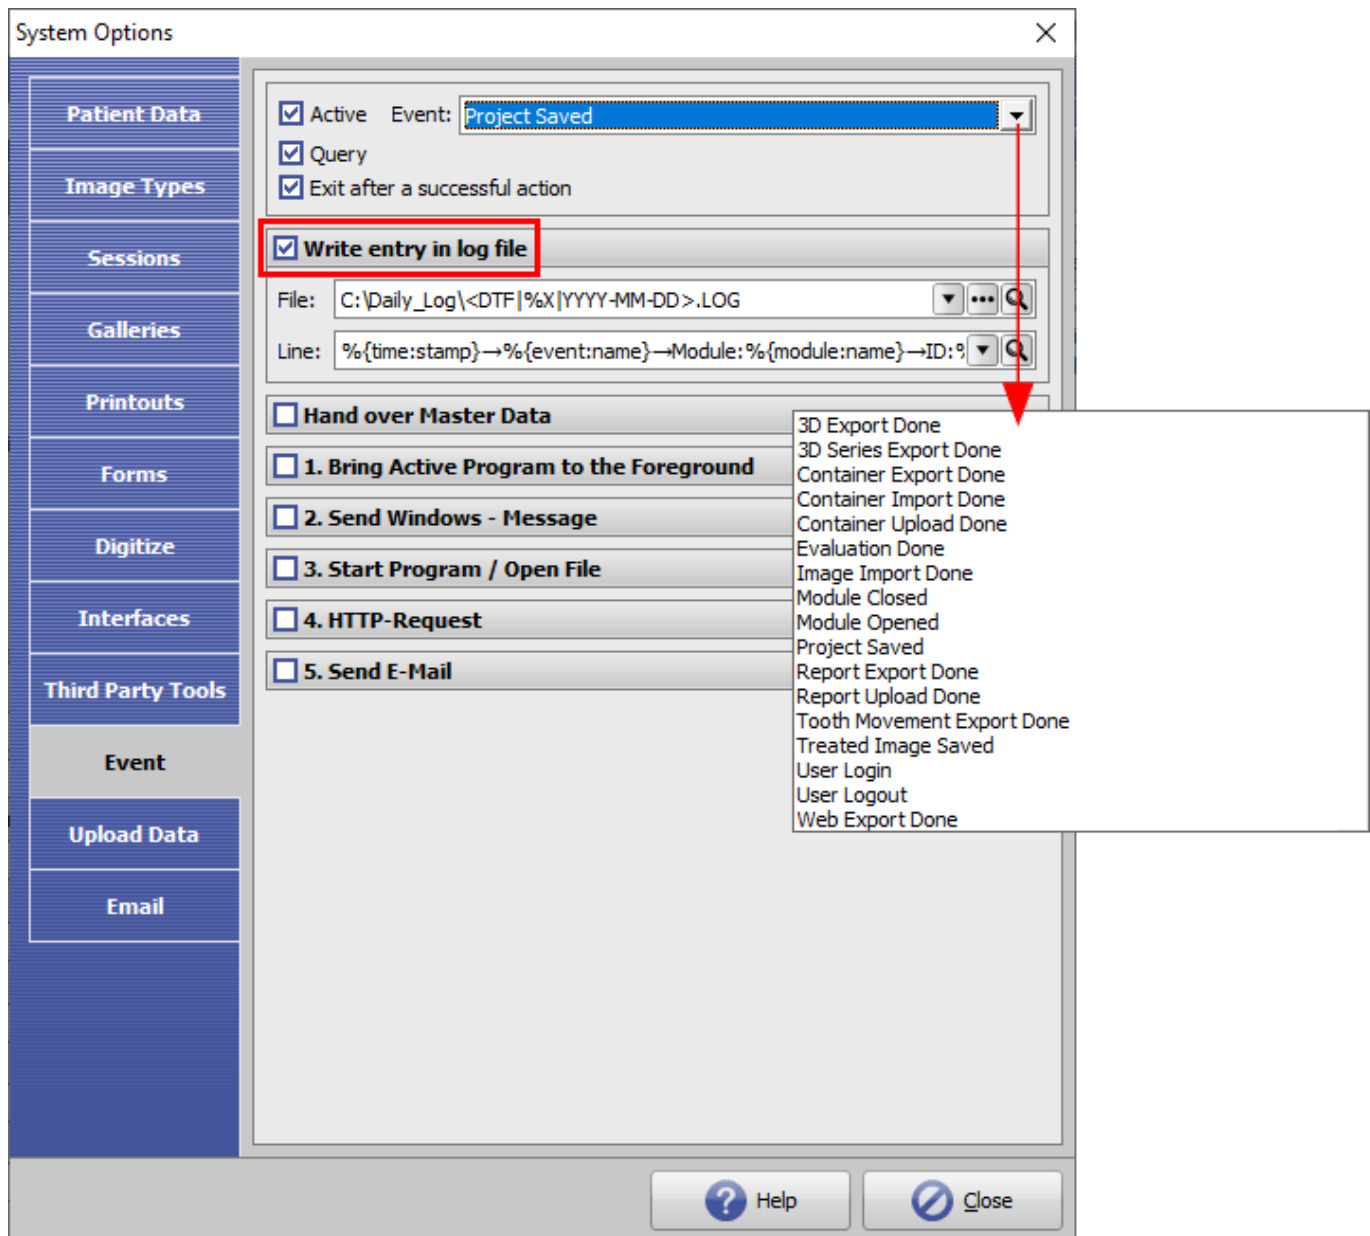 System Options
Patient Data
Image Types
Sessions
Galleries
Printouts
Forms
Digitize
Interfaces
Third Party Tools
Event
Upload Data
Email
Active Event: Project Saved
Query
Exit after a successful action
Write entry in log file
File: C:\Daily_Log\<DTF|%X|YYYY-MM-DD>.LOG
Line: %{time:stamp}→%{event:name}→Module:%{module:name}→ID:%
Hand over Master Data
1. Bring Active Program to the Foreground
2. Send Windows - Message
3. Start Program / Open File
4. HTTP-Request
5. Send E-Mail
3D Export Done
3D Series Export Done
Container Export Done
Container Import Done
Container Upload Done
Evaluation Done
Image Import Done
Module Closed
Module Opened
Project Saved
Report Export Done
Report Upload Done
Tooth Movement Export Done
Treated Image Saved
User Login
User Logout
Web Export Done
Help
Close